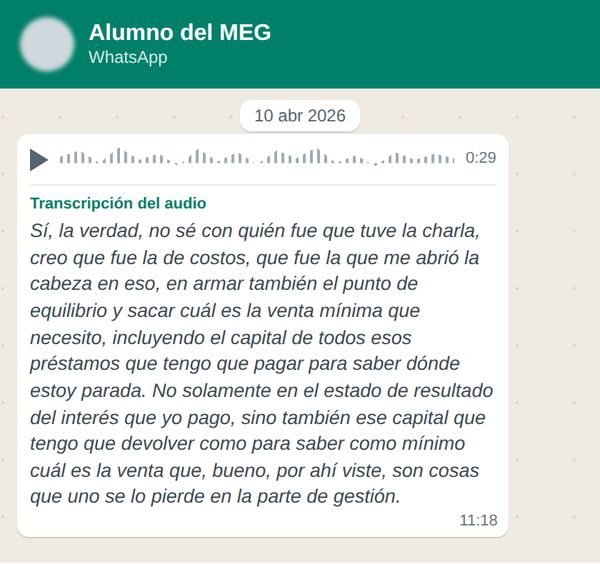 Alumno del MEG
WhatsApp
10 abr 2026
0:29
Transcripción del audio
Sí, la verdad, no sé con quién fue que tuve la charla,
creo que fue la de costos, que fue la que me abrió la
cabeza en eso, en armar también el punto de
equilibrio y sacar cuál es la venta mínima que
necesito, incluyendo el capital de todos esos
préstamos que tengo que pagar para saber dónde
estoy parada. No solamente en el estado de resultado
del interés que yo pago, sino también ese capital que
tengo que devolver como para saber como mínimo
cuál es la venta que, bueno, por ahí viste, son cosas
que uno se lo pierde en la parte de gestión.
11:18